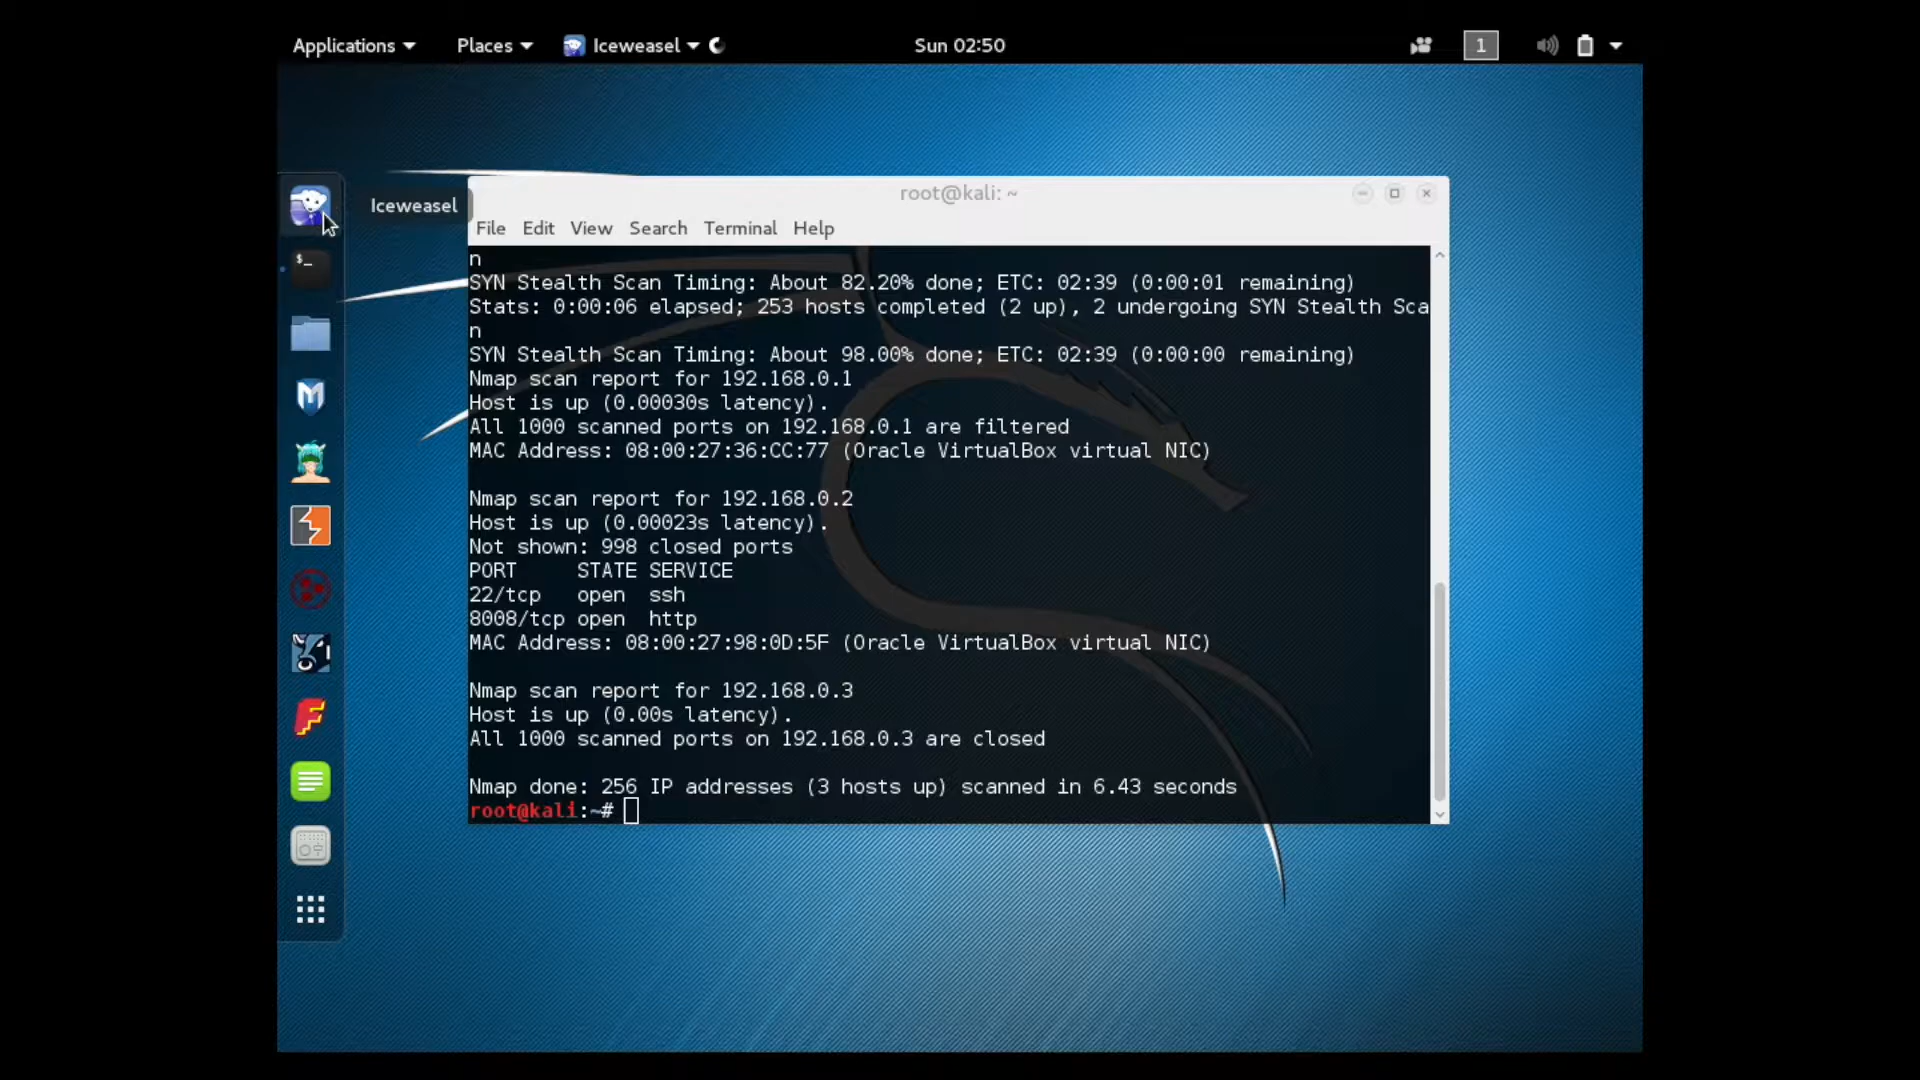 Applications Places Iceweasel Sun 02:50 1
Iceweasel
root@kali: ~
File Edit View Search Terminal Help
n
SYN Stealth Scan Timing: About 82.20% done; ETC: 02:39 (0:00:01 remaining)
Stats: 0:00:06 elapsed; 253 hosts completed (2 up), 2 undergoing SYN Stealth Sca
n
SYN Stealth Scan Timing: About 98.00% done; ETC: 02:39 (0:00:00 remaining)
Nmap scan report for 192.168.0.1
Host is up (0.00030s latency).
All 1000 scanned ports on 192.168.0.1 are filtered
MAC Address: 08:00:27:36:CC:77 (Oracle VirtualBox virtual NIC)
Nmap scan report for 192.168.0.2
Host is up (0.00023s latency).
Not shown: 998 closed ports
PORT STATE SERVICE
22/tcp open ssh
8008/tcp open http
MAC Address: 08:00:27:98:0D:5F (Oracle VirtualBox virtual NIC)
Nmap scan report for 192.168.0.3
Host is up (0.00s latency).
All 1000 scanned ports on 192.168.0.3 are closed
Nmap done: 256 IP addresses (3 hosts up) scanned in 6.43 seconds
root@kali:~#